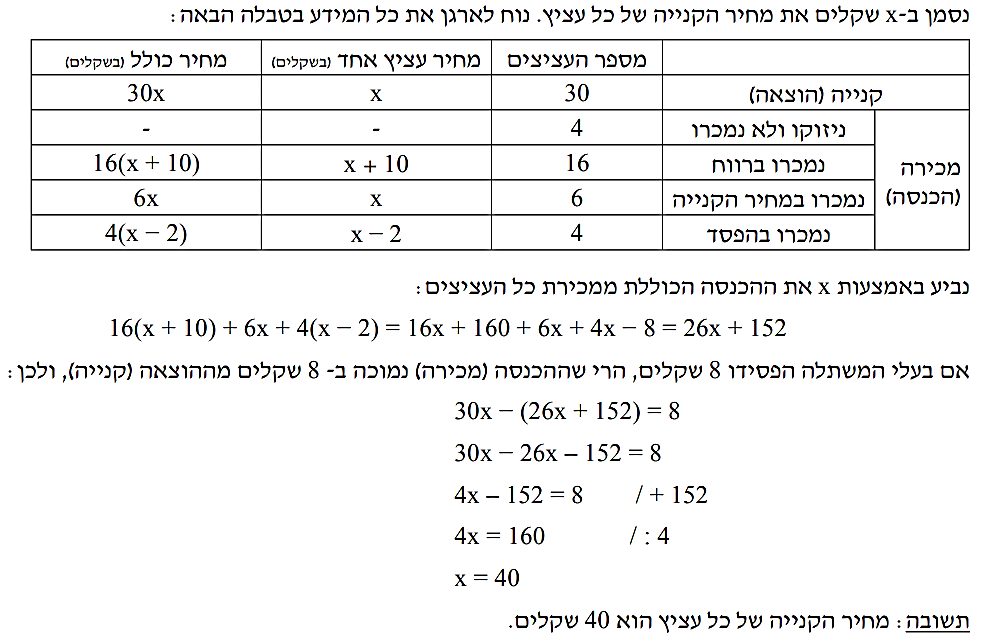 נסמן ב-x שקלים את מחיר הקנייה של כל עציץ. נוח לארגן את כל המידע בטבלה הבאה:
מספר העציצים מחיר עציץ אחד (בשקלים) מחיר כולל (בשקלים)
קנייה (הוצאה) 30 x 30x
מכירה (הכנסה)
ניזוקו ולא נמכרו 4 - -
נמכרו ברווח 16 x + 10 16(x + 10)
נמכרו במחיר הקנייה 6 x 6x
נמכרו בהפסד 4 x − 2 4(x − 2)
נביע באמצעות x את ההכנסה הכוללת ממכירת כל העציצים:
16(x + 10) + 6x + 4(x − 2) = 16x + 160 + 6x + 4x − 8 = 26x + 152
אם בעלי המשתלה הפסידו 8 שקלים, הרי שההכנסה (מכירה) נמוכה ב- 8 שקלים מההוצאה (קנייה), ולכן:
30x − (26x + 152) = 8
30x − 26x – 152 = 8
4x – 152 = 8 / + 152
4x = 160 / : 4
x = 40
תשובה: מחיר הקנייה של כל עציץ הוא 40 שקלים.